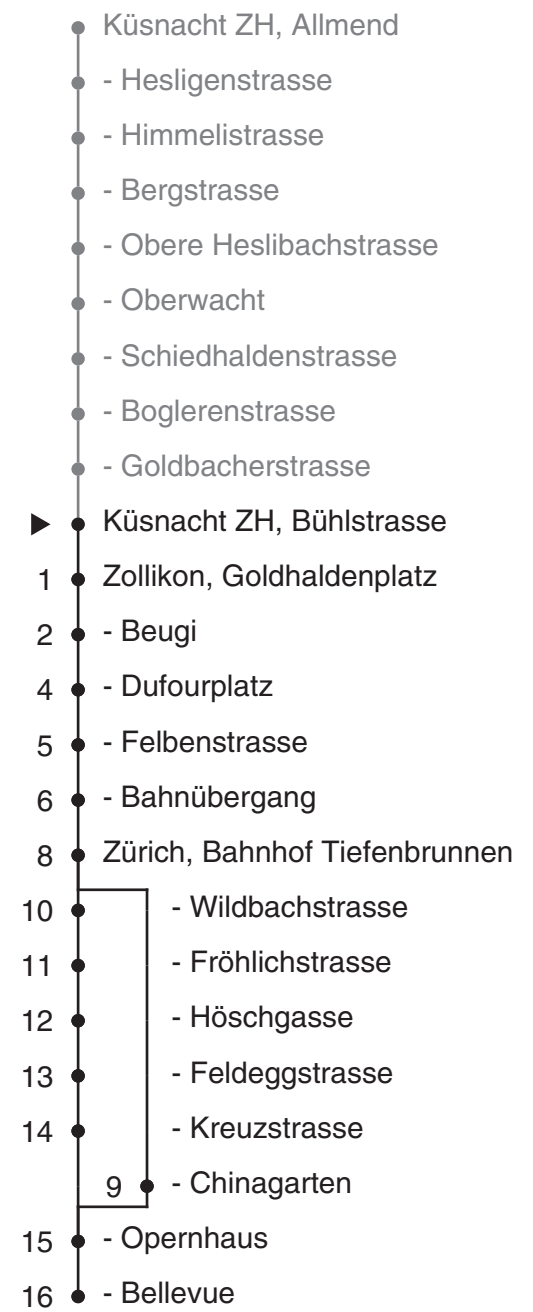 Küsnacht ZH, Allmend
- Hesligenstrasse
- Himmelistrasse
- Bergstrasse
- Obere Heslibachstrasse
- Oberwacht
- Schiedhaldenstrasse
- Boglerenstrasse
- Goldbacherstrasse
Küsnacht ZH, Bühlstrasse
1 Zollikon, Goldhaldenplatz
2 - Beugi
4 - Dufourplatz
5 - Felbenstrasse
6 - Bahnübergang
8 Zürich, Bahnhof Tiefenbrunnen
10 - Wildbachstrasse
11 - Fröhlichstrasse
12 - Höschgasse
13 - Feldeggstrasse
14 - Kreuzstrasse
9 - Chinagarten
15 - Opernhaus
16 - Bellevue